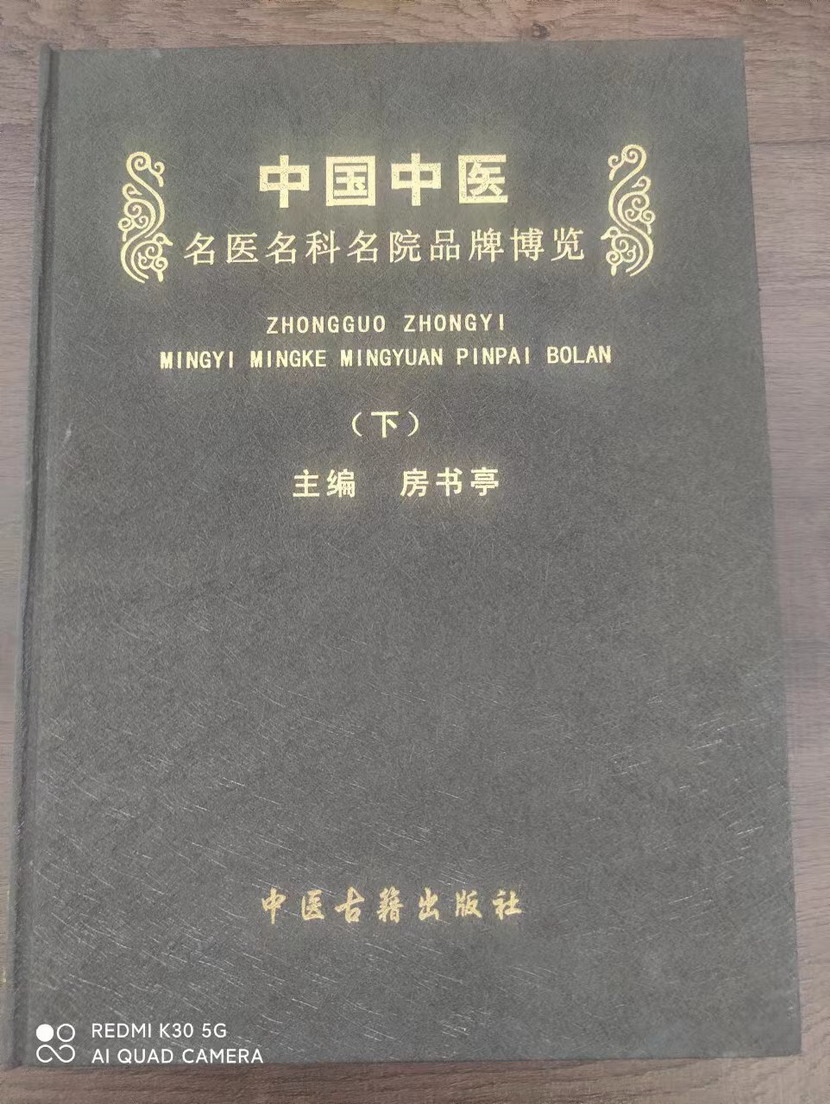 中国中医
名医名科名院品牌博览
ZHONGGUO ZHONGYI
MINGYI MINGKE MINGYUAN PINPAI BOLAN
（下）
主编 房书亭
中医古籍出版社
REDMI K30 5G
AI QUAD CAMERA